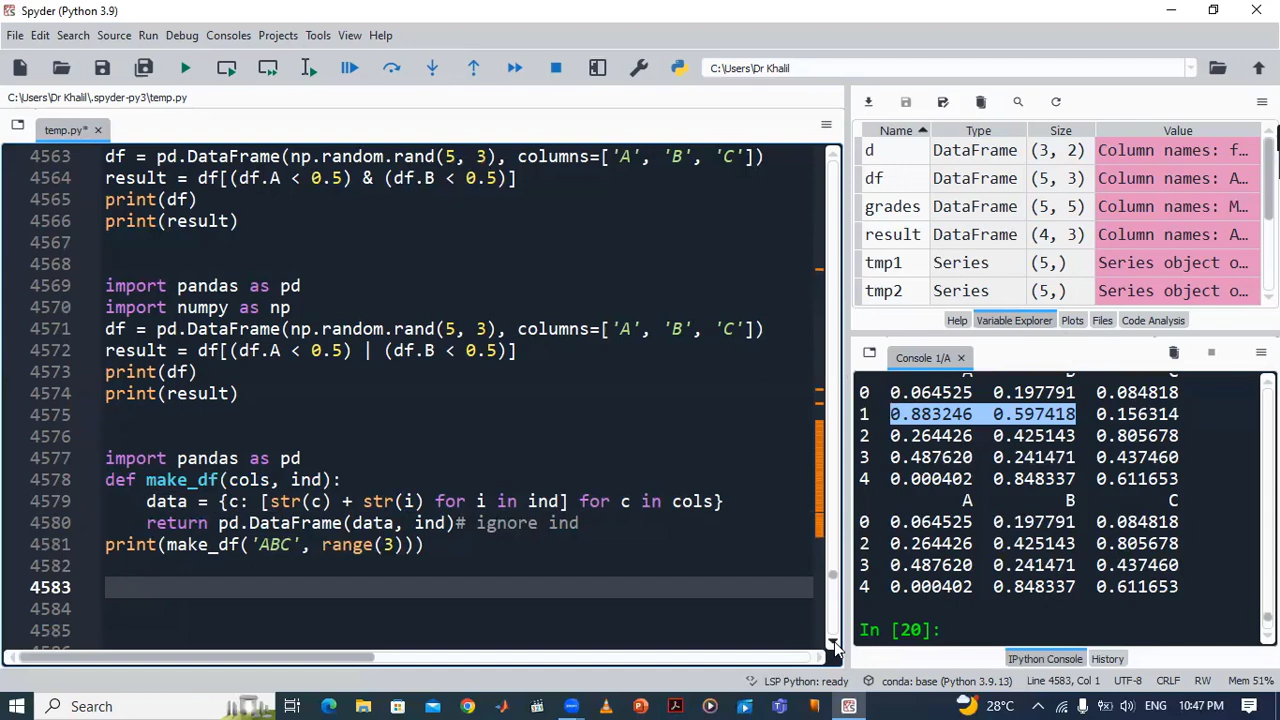 Spyder (Python 3.9)
File Edit Search Source Run Debug Consoles Projects Tools View Help
C:\Users\Dr Khalil
C:\Users\Dr Khalil\.spyder-py3\temp.py
temp.py*
4563 df = pd.DataFrame(np.random.rand(5, 3), columns=['A', 'B', 'C'])
4564 result = df[(df.A < 0.5) & (df.B < 0.5)]
4565 print(df)
4566 print(result)
4567
4568
4569 import pandas as pd
4570 import numpy as np
4571 df = pd.DataFrame(np.random.rand(5, 3), columns=['A', 'B', 'C'])
4572 result = df[(df.A < 0.5) | (df.B < 0.5)]
4573 print(df)
4574 print(result)
4575
4576
4577 import pandas as pd
4578 def make_df(cols, ind):
4579 data = {c: [str(c) + str(i) for i in ind] for c in cols}
4580 return pd.DataFrame(data, ind)# ignore ind
4581 print(make_df('ABC', range(3)))
4582
4583
4584
4585
Name Type Size Value
d DataFrame (3, 2) Column names: f…
df DataFrame (5, 3) Column names: A…
grades DataFrame (5, 5) Column names: M…
result DataFrame (4, 3) Column names: A…
tmp1 Series (5,) Series object o…
tmp2 Series (5,) Series object o…
Help Variable Explorer Plots Files Code Analysis
Console 1/A
A B C
0 0.064525 0.197791 0.084818
1 0.883246 0.597418 0.156314
2 0.264426 0.425143 0.805678
3 0.487620 0.241471 0.437460
4 0.000402 0.848337 0.611653
A B C
0 0.064525 0.197791 0.084818
2 0.264426 0.425143 0.805678
3 0.487620 0.241471 0.437460
4 0.000402 0.848337 0.611653
In [20]:
IPython Console History
LSP Python: ready conda: base (Python 3.9.13) Line 4583, Col 1 UTF-8 CRLF RW Mem 51%
Search 28°C ENG 10:47 PM